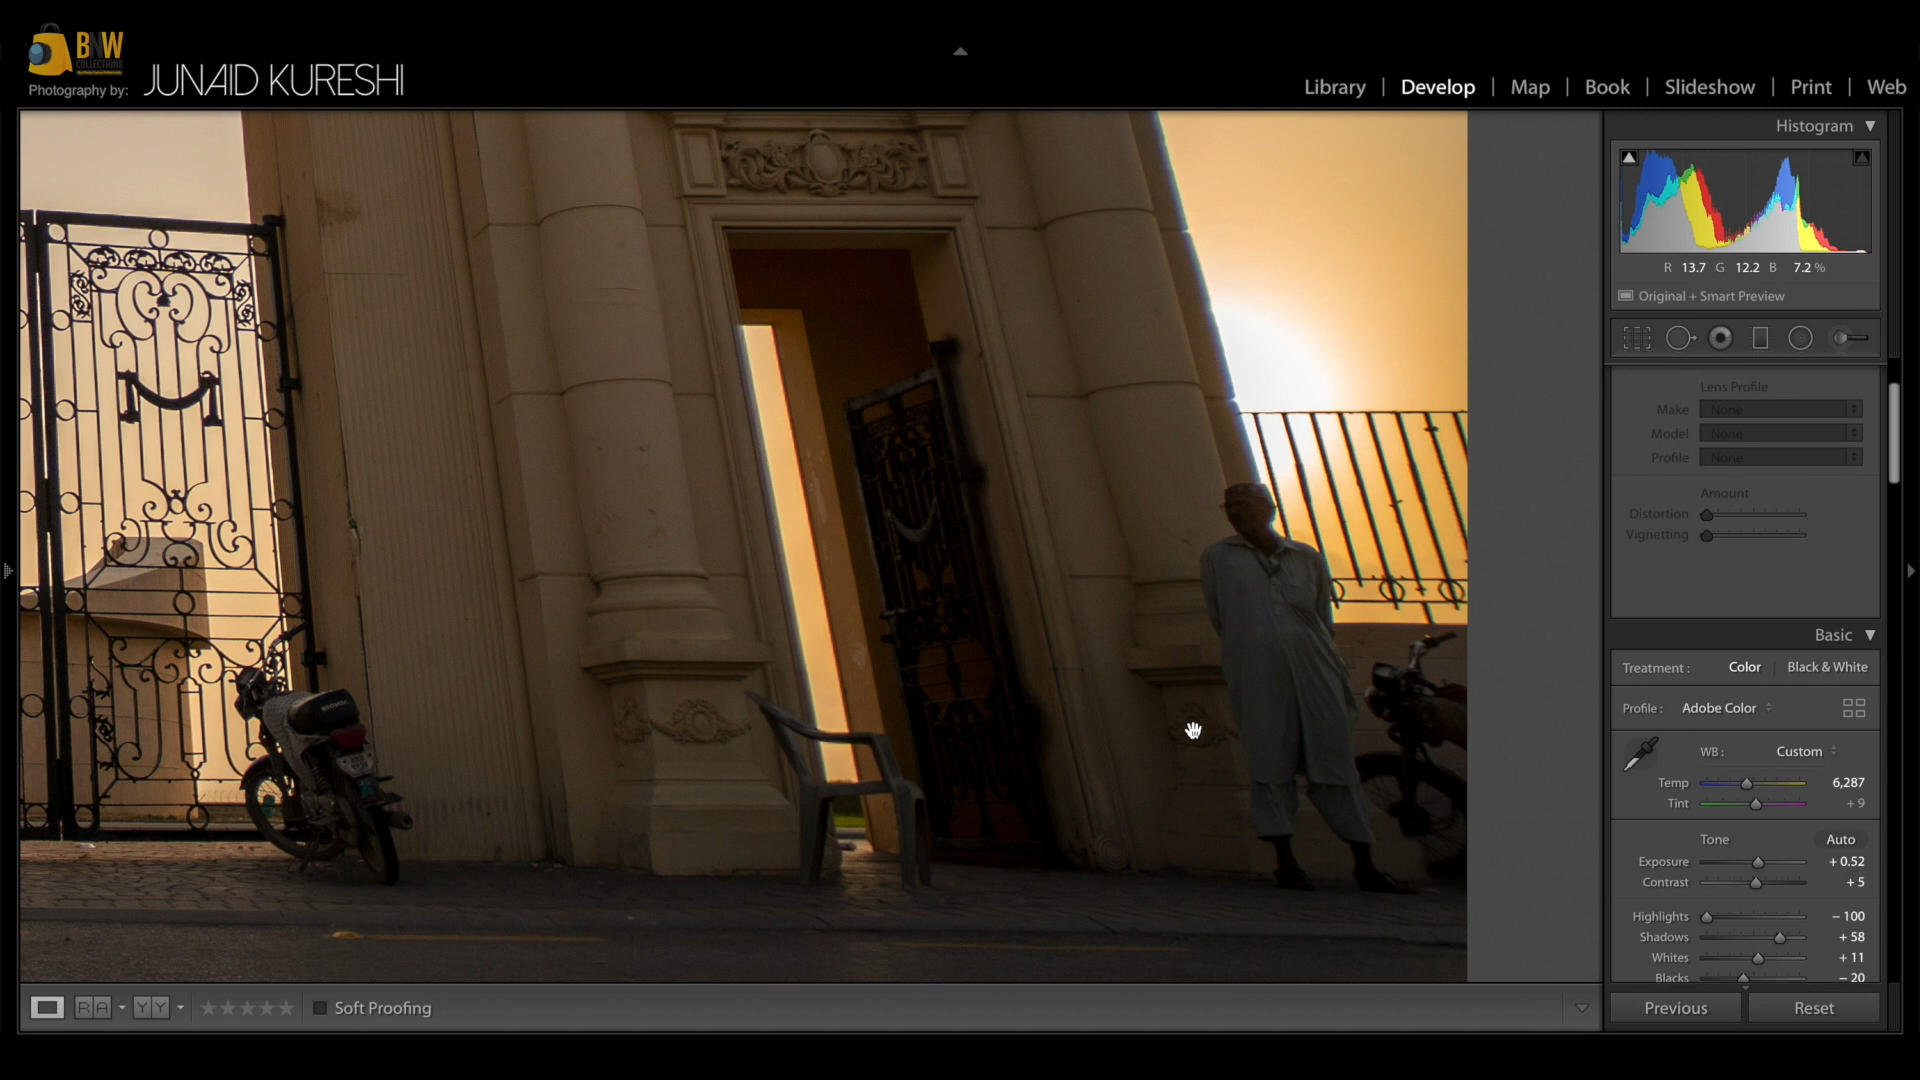 BNW
COLLECTIONS
Photography by:
JUNAID KURESHI
Library | Develop | Map | Book | Slideshow | Print | Web
Histogram
R 13.7 G 12.2 B 7.2 %
Original + Smart Preview
Lens Profile
Make None
Model None
Profile None
Amount
Distortion
Vignetting
Basic
Treatment : Color Black & White
Profile : Adobe Color
WB : Custom
Temp 6,287
Tint + 9
Tone Auto
Exposure + 0.52
Contrast + 5
Highlights − 100
Shadows + 58
Whites + 11
Blacks − 20
R A Y Y Soft Proofing
Previous Reset